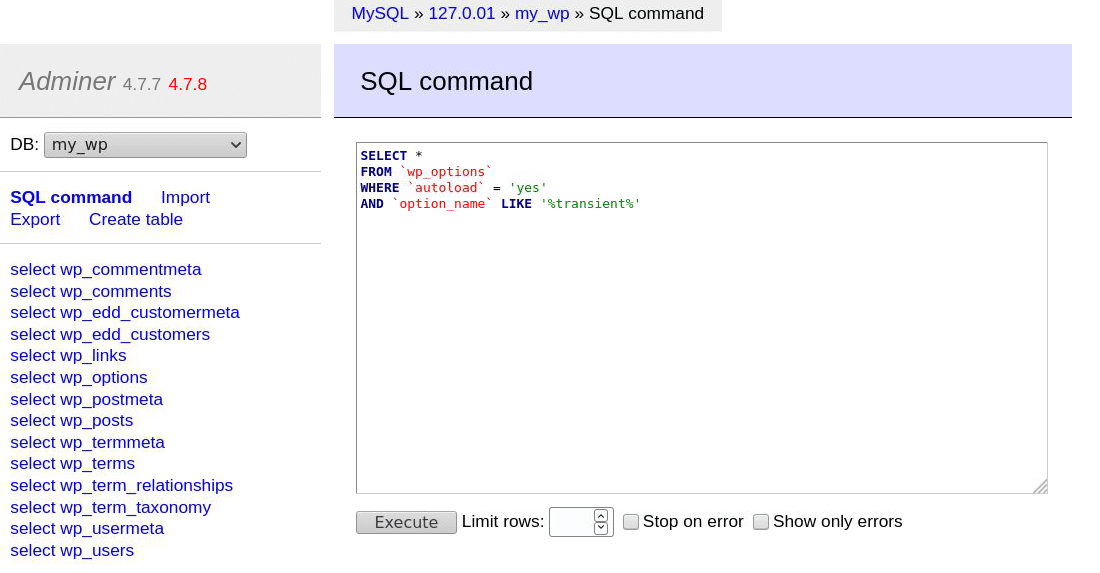 MySQL » 127.0.01 » my_wp » SQL command
Adminer 4.7.7 4.7.8
SQL command
DB: my_wp
SQL command Import
Export Create table
select wp_commentmeta
select wp_comments
select wp_edd_customermeta
select wp_edd_customers
select wp_links
select wp_options
select wp_postmeta
select wp_posts
select wp_termmeta
select wp_terms
select wp_term_relationships
select wp_term_taxonomy
select wp_usermeta
select wp_users
SELECT *
FROM `wp_options`
WHERE `autoload` = 'yes'
AND `option_name` LIKE '%transient%'
Execute Limit rows: Stop on error Show only errors